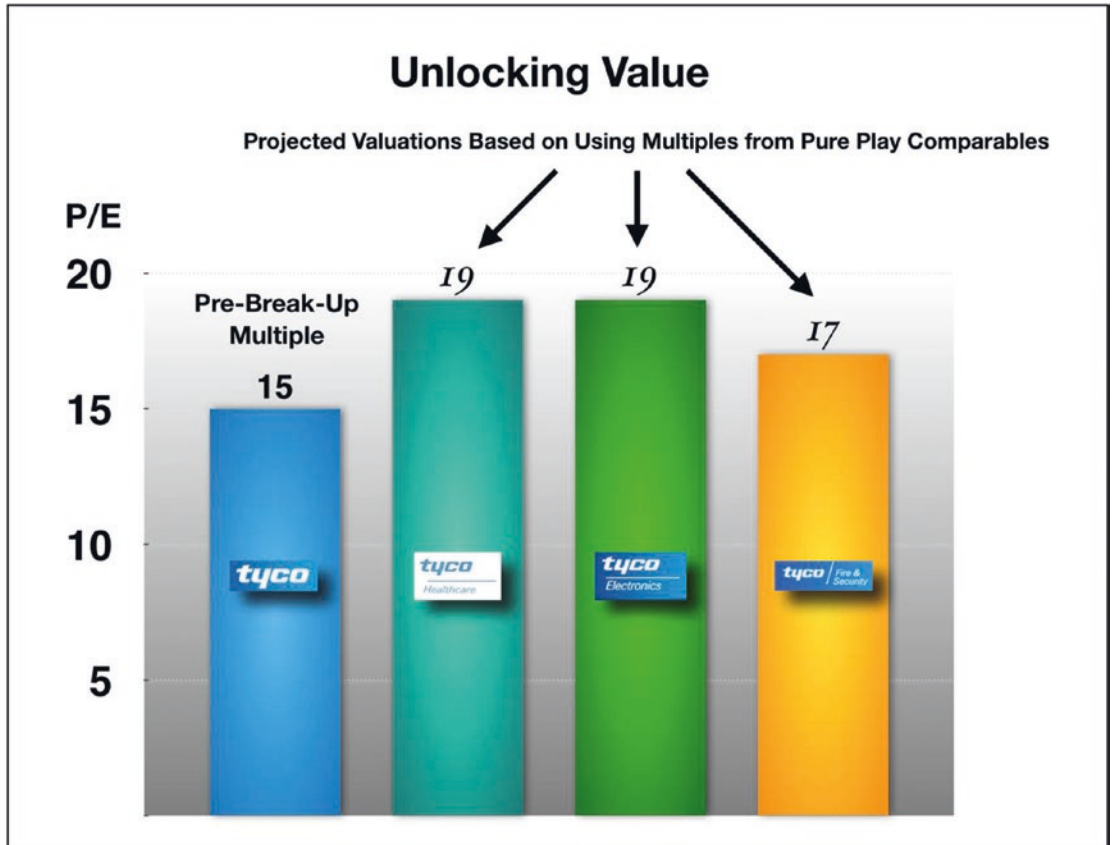 Unlocking Value
Projected Valuations Based on Using Multiples from Pure Play Comparables
P/E
20
15
10
5
Pre-Break-Up
Multiple
15
19
19
17
tyco
tyco
Healthcare
tyco
Electronics
tyco / Fire &
Security